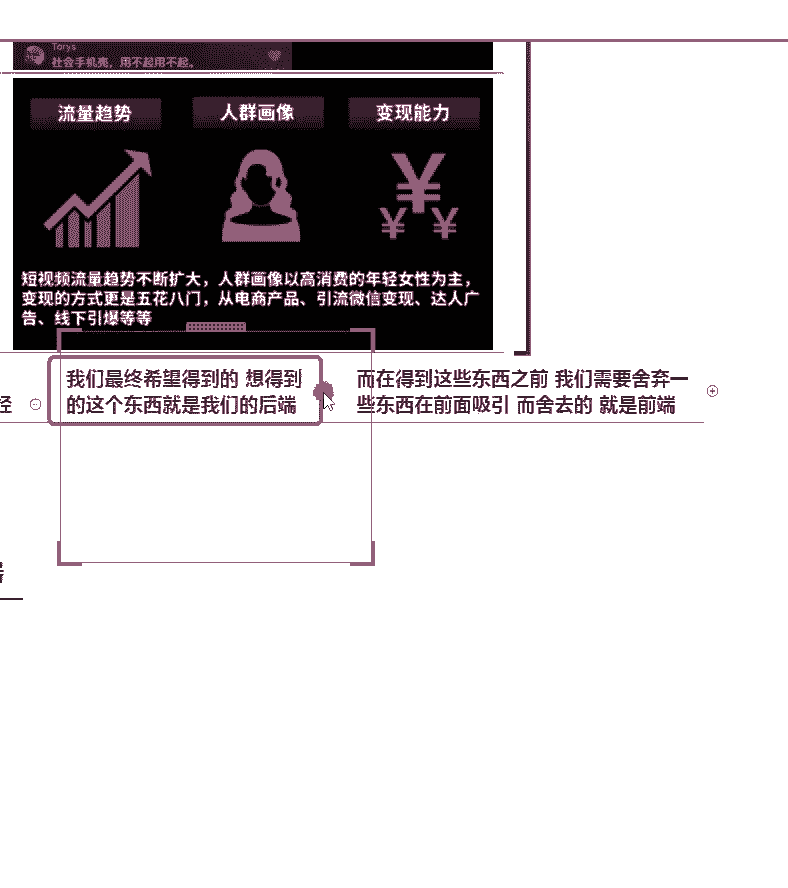 Torys
社会手机壳，用不起用不起。
流量趋势
人群画像
变现能力
短视频流量趋势不断扩大，人群画像以高消费的年轻女性为主，
变现的方式更是五花八门，从电商产品、引流微信变现、达人广
告、线下引爆等等
我们最终希望得到的 想得到
的这个东西就是我们的后端
而在得到这些东西之前 我们需要舍弃一
些东西在前面吸引 而舍去的 就是前端
径